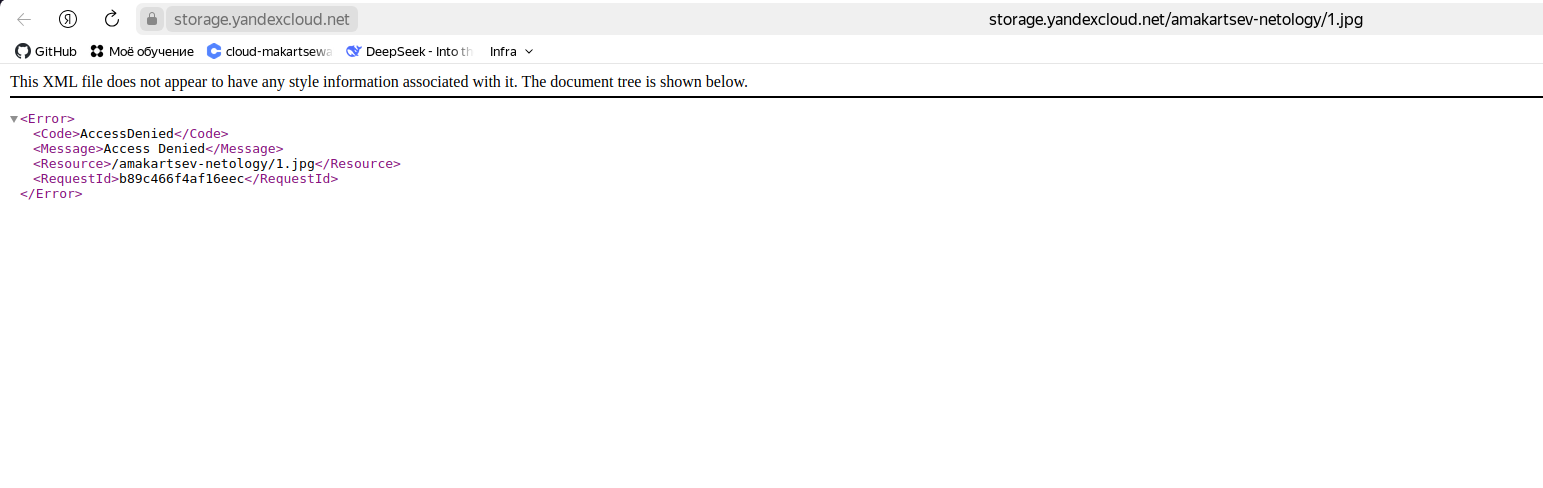 storage.yandexcloud.net storage.yandexcloud.net/amakartsev-netology/1.jpg
GitHub Моё обучение cloud-makartsewa DeepSeek - Into th Infra
This XML file does not appear to have any style information associated with it. The document tree is shown below.
<Error>
<Code>AccessDenied</Code>
<Message>Access Denied</Message>
<Resource>/amakartsev-netology/1.jpg</Resource>
<RequestId>b89c466f4af16eec</RequestId>
</Error>